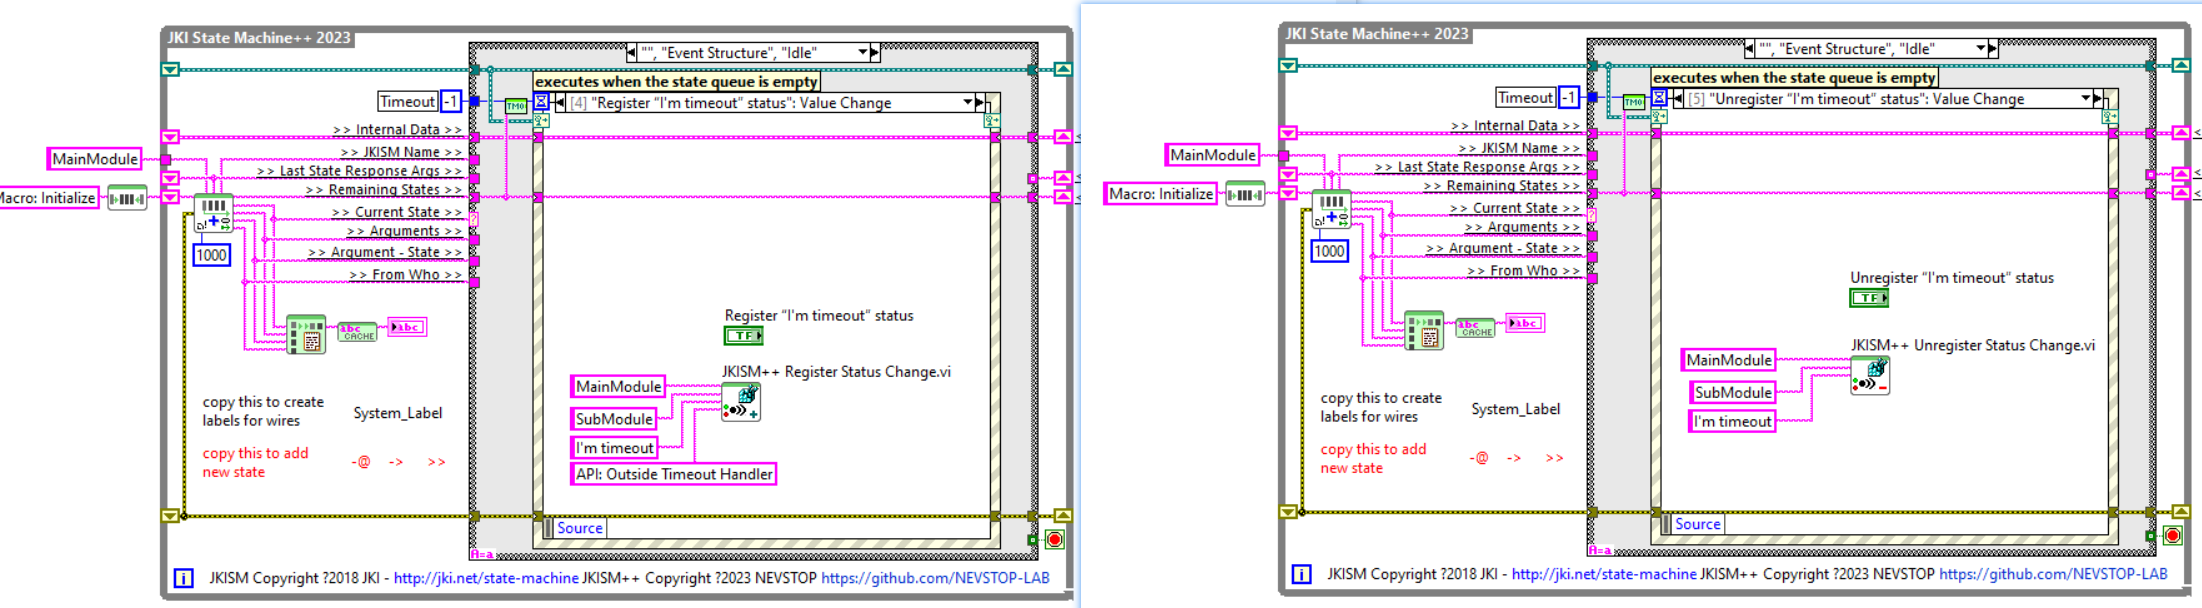 JKI State Machine++ 2023
"", "Event Structure", "Idle"
executes when the state queue is empty
Timeout -1
TMO
[4] "Register "I'm timeout" status": Value Change
>> Internal Data >>
MainModule
>> JKISM Name >>
>> Last State Response Args >>
Macro: Initialize
>> Remaining States >>
>> Current State >>
?
>> Arguments >>
1000
>> Argument - State >>
>> From Who >>
abc
CACHE
abc
Register "I'm timeout" status
TF
JKISM++ Register Status Change.vi
MainModule
SubModule
I'm timeout
API: Outside Timeout Handler
copy this to create
labels for wires
System_Label
copy this to add
new state
-@ -> >>
Source
A=a
i
JKISM Copyright ?2018 JKI - http://jki.net/state-machine JKISM++ Copyright ?2023 NEVSTOP https://github.com/NEVSTOP-LAB
JKI State Machine++ 2023
"", "Event Structure", "Idle"
executes when the state queue is empty
Timeout -1
TMO
[5] "Unregister "I'm timeout" status": Value Change
>> Internal Data >>
MainModule
>> JKISM Name >>
>> Last State Response Args >>
Macro: Initialize
>> Remaining States >>
>> Current State >>
?
>> Arguments >>
1000
>> Argument - State >>
>> From Who >>
abc
CACHE
abc
Unregister "I'm timeout" status
TF
JKISM++ Unregister Status Change.vi
MainModule
SubModule
I'm timeout
copy this to create
labels for wires
System_Label
copy this to add
new state
-@ -> >>
Source
A=a
i
JKISM Copyright ?2018 JKI - http://jki.net/state-machine JKISM++ Copyright ?2023 NEVSTOP https://github.com/NEVSTOP-LAB